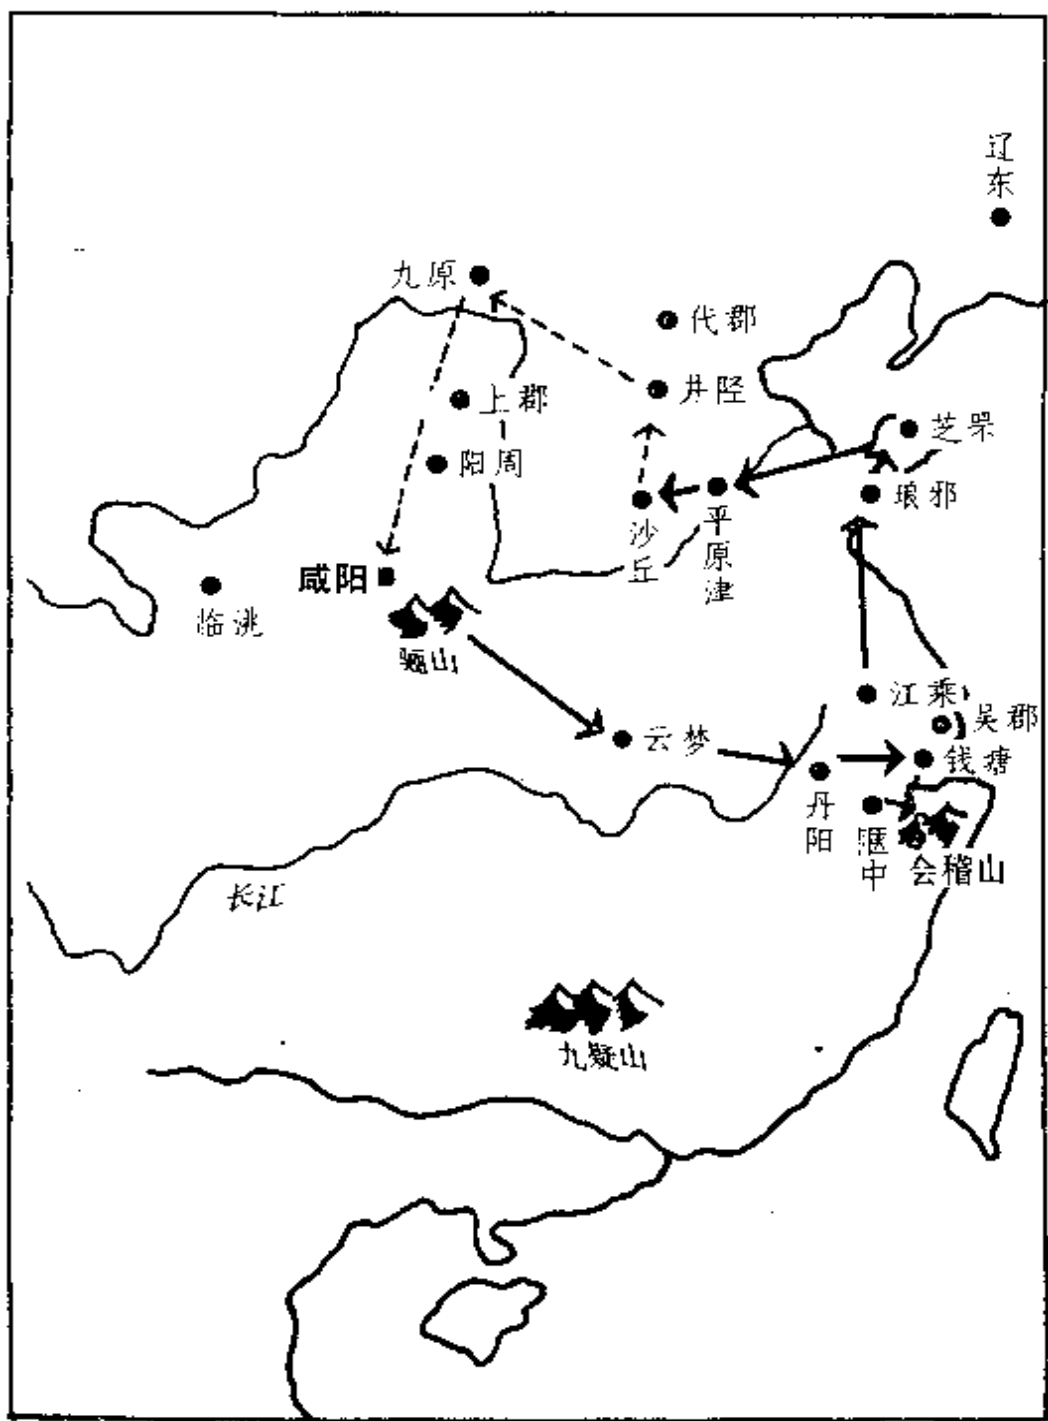 辽东
九原
代郡
上郡
井陉
芝罘
阳周
琅邪
沙丘
平原津
咸阳
临洮
骊山
江乘
吴郡
云梦
钱塘
丹阳
中
会稽山
长江
九疑山